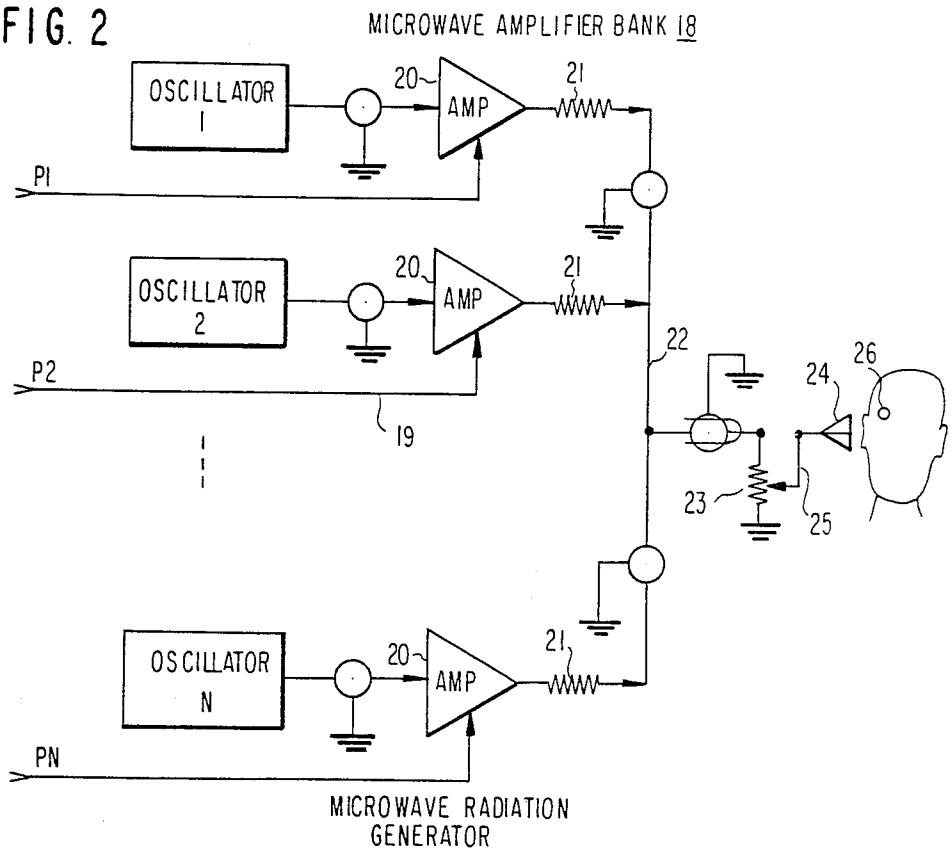 FIG. 2
MICROWAVE AMPLIFIER BANK 18
OSCILLATOR
1
20
AMP
21
P1
OSCILLATOR
2
20
AMP
21
P2
19
22
24
26
23
25
OSCILLATOR
N
20
AMP
21
PN
MICROWAVE RADIATION
GENERATOR